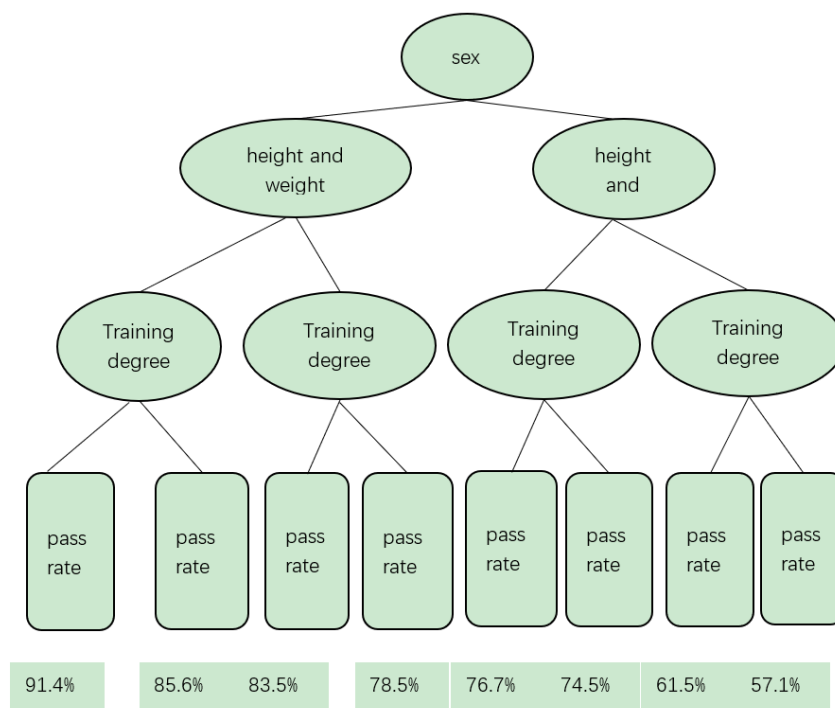 sex
height and
weight
height
and
Training
degree
Training
degree
Training
degree
Training
degree
pass
rate
pass
rate
pass
rate
pass
rate
pass
rate
pass
rate
pass
rate
pass
rate
91.4% 85.6% 83.5% 78.5% 76.7% 74.5% 61.5% 57.1%